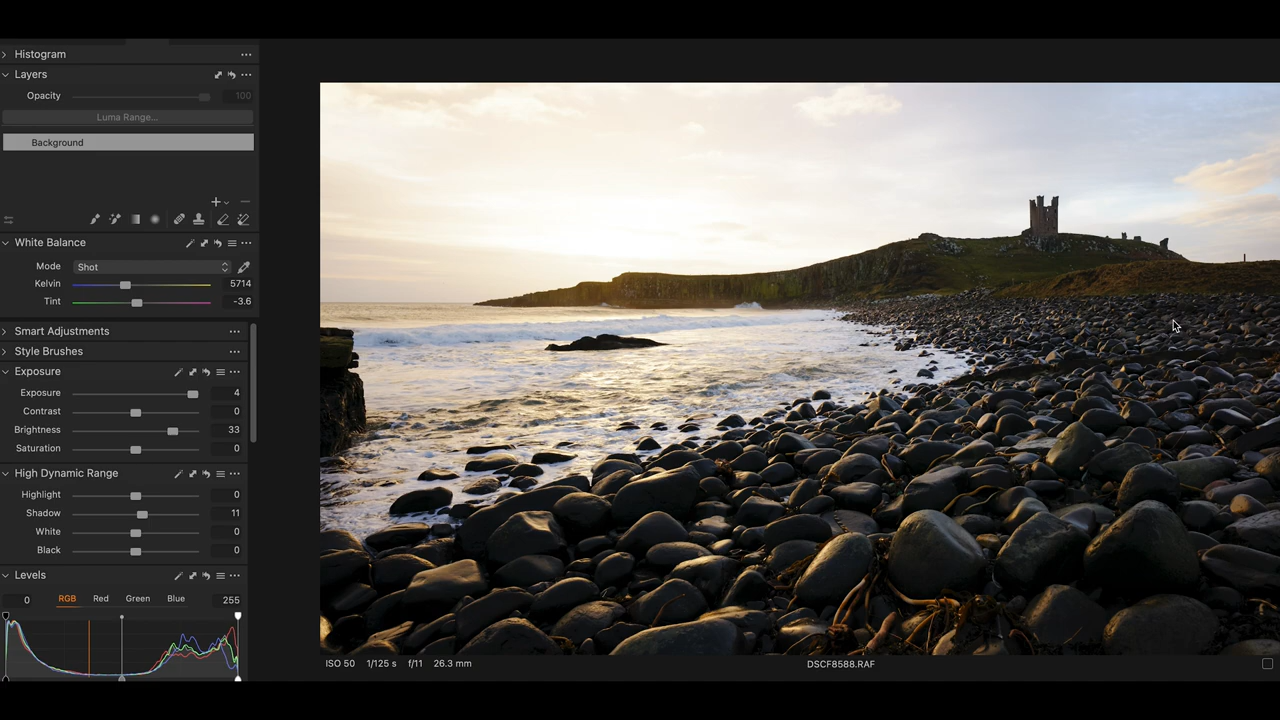 Histogram
Layers
Opacity 100
Luma Range...
Background
White Balance
Mode Shot
Kelvin 5714
Tint -3.6
Smart Adjustments
Style Brushes
Exposure
Exposure 4
Contrast 0
Brightness 33
Saturation 0
High Dynamic Range
Highlight 0
Shadow 11
White 0
Black 0
Levels
0 RGB Red Green Blue 255
ISO 50 1/125 s f/11 26.3 mm DSCF8588.RAF